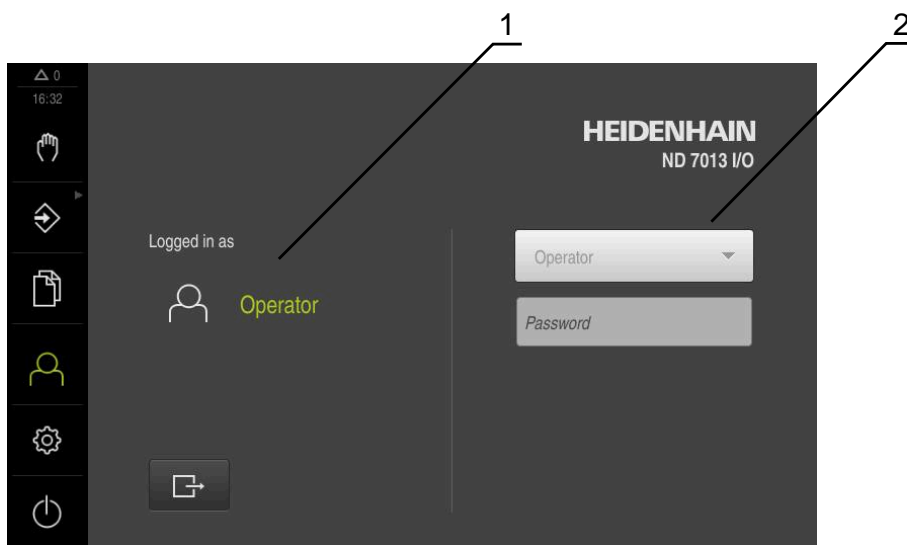 1
2
0
16:32
HEIDENHAIN
ND 7013 I/O
Logged in as
Operator
Operator
Password